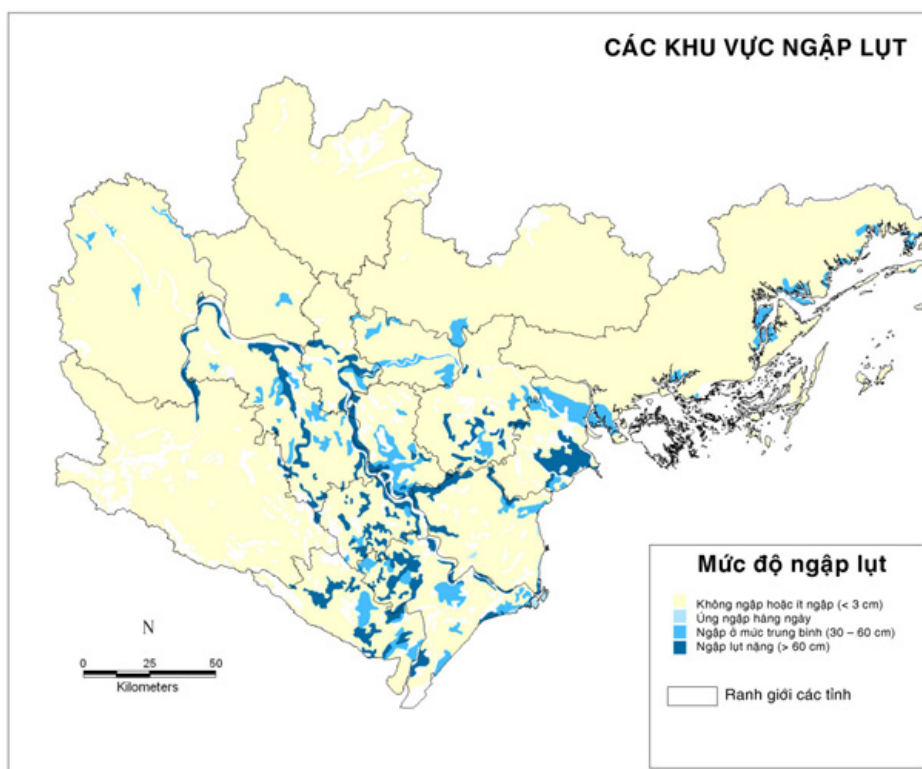 CÁC KHU VỰC NGẬP LỤT
N
0 25 50
Kilometers
Mức độ ngập lụt
Không ngập hoặc ít ngập (< 3 cm)
Úng ngập hàng ngày
Ngập ở mức trung bình (30 – 60 cm)
Ngập lụt nặng (> 60 cm)
Ranh giới các tỉnh